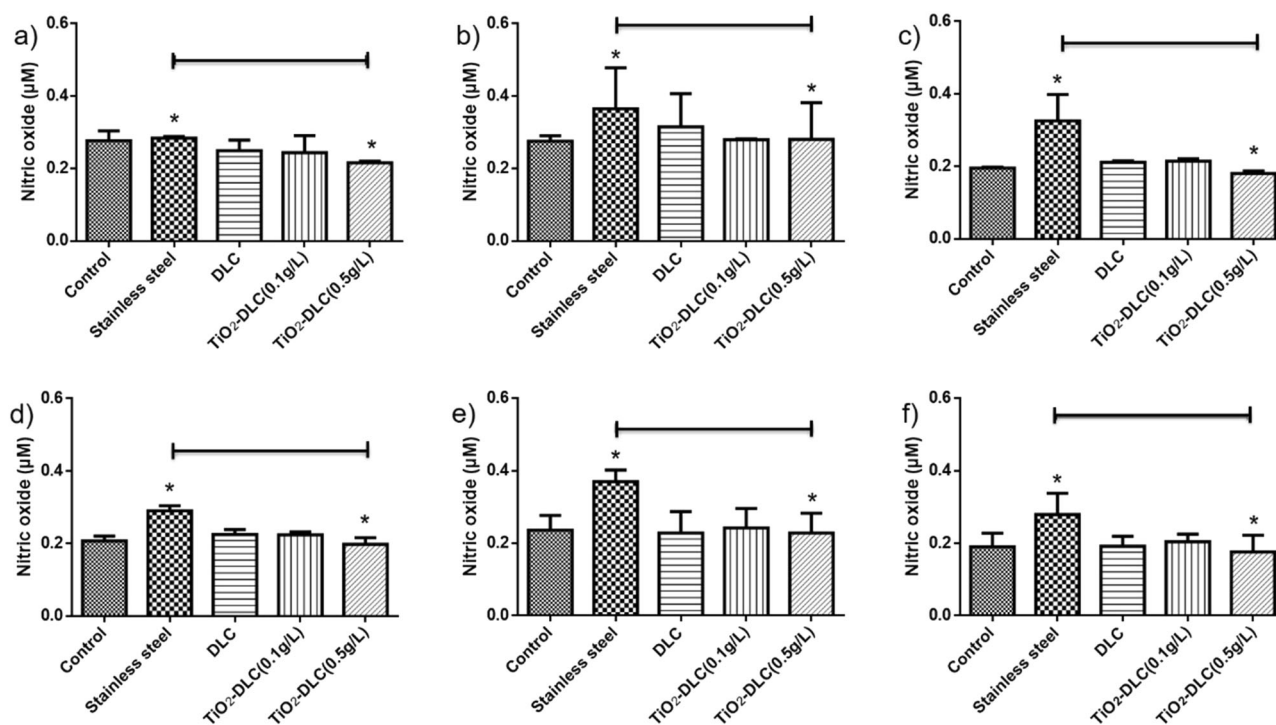 a)
Nitric oxide (µM)
0.6
0.4
0.2
0.0
*
*
Control
Stainless steel
DLC
TiO₂-DLC(0.1g/L)
TiO₂-DLC(0.5g/L)
b)
Nitric oxide (µM)
0.6
0.4
0.2
0.0
*
*
Control
Stainless steel
DLC
TiO₂-DLC(0.1g/L)
TiO₂-DLC(0.5g/L)
c)
Nitric oxide (µM)
0.6
0.4
0.2
0.0
*
*
Control
Stainless steel
DLC
TiO₂-DLC(0.1g/L)
TiO₂-DLC(0.5g/L)
d)
Nitric oxide (µM)
0.6
0.4
0.2
0.0
*
*
Control
Stainless steel
DLC
TiO₂-DLC(0.1g/L)
TiO₂-DLC(0.5g/L)
e)
Nitric oxide (µM)
0.6
0.4
0.2
0.0
*
*
Control
Stainless steel
DLC
TiO₂-DLC(0.1g/L)
TiO₂-DLC(0.5g/L)
f)
Nitric oxide (µM)
0.6
0.4
0.2
0.0
*
*
Control
Stainless steel
DLC
TiO₂-DLC(0.1g/L)
TiO₂-DLC(0.5g/L)